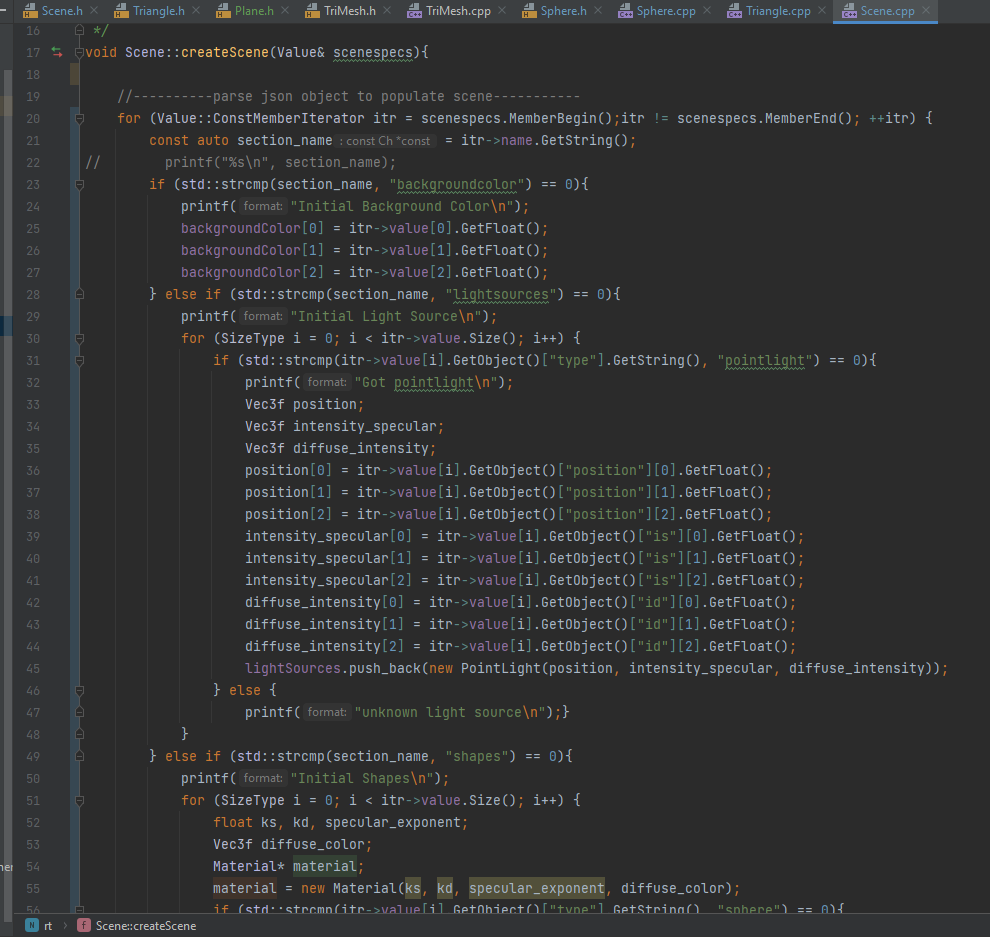 Scene.h Triangle.h Plane.h TriMesh.h TriMesh.cpp Sphere.h Sphere.cpp Triangle.cpp Scene.cpp
16 */
17 void Scene::createScene(Value& scenespecs){
18
19 //----------parse json object to populate scene-----------
20 for (Value::ConstMemberIterator itr = scenespecs.MemberBegin();itr != scenespecs.MemberEnd(); ++itr) {
21 const auto section_name : const Ch *const = itr->name.GetString();
22 // printf("%s\n", section_name);
23 if (std::strcmp(section_name, "backgroundcolor") == 0){
24 printf( format: "Initial Background Color\n");
25 backgroundColor[0] = itr->value[0].GetFloat();
26 backgroundColor[1] = itr->value[1].GetFloat();
27 backgroundColor[2] = itr->value[2].GetFloat();
28 } else if (std::strcmp(section_name, "lightsources") == 0){
29 printf( format: "Initial Light Source\n");
30 for (SizeType i = 0; i < itr->value.Size(); i++) {
31 if (std::strcmp(itr->value[i].GetObject()["type"].GetString(), "pointlight") == 0){
32 printf( format: "Got pointlight\n");
33 Vec3f position;
34 Vec3f intensity_specular;
35 Vec3f diffuse_intensity;
36 position[0] = itr->value[i].GetObject()["position"][0].GetFloat();
37 position[1] = itr->value[i].GetObject()["position"][1].GetFloat();
38 position[2] = itr->value[i].GetObject()["position"][2].GetFloat();
39 intensity_specular[0] = itr->value[i].GetObject()["is"][0].GetFloat();
40 intensity_specular[1] = itr->value[i].GetObject()["is"][1].GetFloat();
41 intensity_specular[2] = itr->value[i].GetObject()["is"][2].GetFloat();
42 diffuse_intensity[0] = itr->value[i].GetObject()["id"][0].GetFloat();
43 diffuse_intensity[1] = itr->value[i].GetObject()["id"][1].GetFloat();
44 diffuse_intensity[2] = itr->value[i].GetObject()["id"][2].GetFloat();
45 lightSources.push_back(new PointLight(position, intensity_specular, diffuse_intensity));
46 } else {
47 printf( format: "unknown light source\n");}
48 }
49 } else if (std::strcmp(section_name, "shapes") == 0){
50 printf( format: "Initial Shapes\n");
51 for (SizeType i = 0; i < itr->value.Size(); i++) {
52 float ks, kd, specular_exponent;
53 Vec3f diffuse_color;
54 Material* material;
55 material = new Material(ks, kd, specular_exponent, diffuse_color);
56 if (std::strcmp(itr->value[i].GetObject()["type"].GetString(), "sphere") == 0){
N rt f Scene::createScene